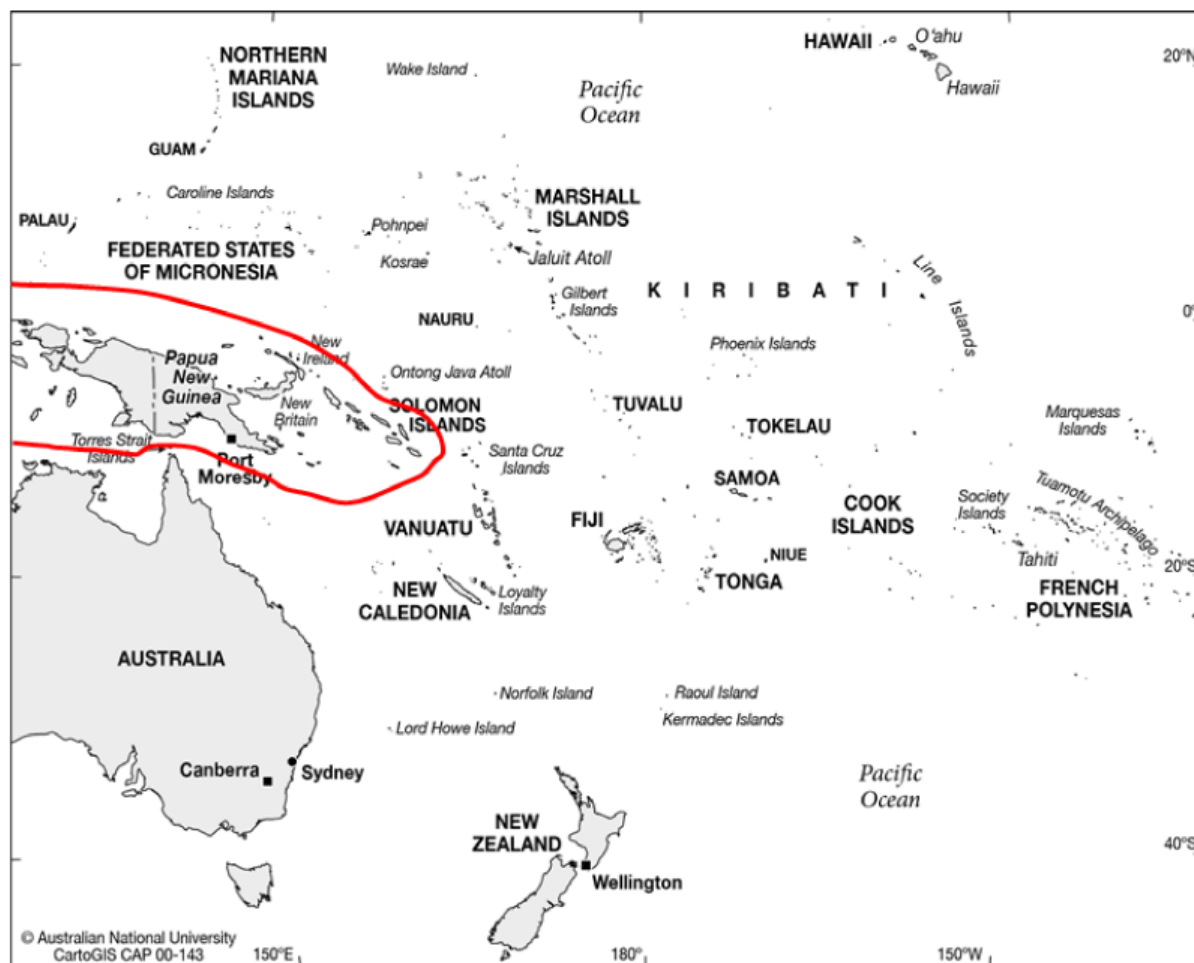 NORTHERN
MARIANA
ISLANDS
Wake Island
Pacific
Ocean
HAWAII
O'ahu
Hawaii
20°N
GUAM
Caroline Islands
PALAU
FEDERATED STATES
OF MICRONESIA
Pohnpei
Kosrae
MARSHALL
ISLANDS
Jaluit Atoll
Gilbert
Islands
KIRIBATI
Line
Islands
0°
NAURU
Phoenix Islands
New
Ireland
Papua
New
Guinea
Ontong Java Atoll
New
Britain
SOLOMON
ISLANDS
TUVALU
TOKELAU
Marquesas
Islands
Torres Strait
Islands
Port
Moresby
Santa Cruz
Islands
SAMOA
COOK
ISLANDS
Society
Islands
Tuamotu Archipelago
VANUATU
FIJI
NIUE
Tahiti
20°S
TONGA
NEW
CALEDONIA
Loyalty
Islands
FRENCH
POLYNESIA
AUSTRALIA
Norfolk Island
Raoul Island
Lord Howe Island
Kermadec Islands
Canberra
Sydney
Pacific
Ocean
NEW
ZEALAND
Wellington
40°S
© Australian National University
CartoGIS CAP 00-143
150°E
180°
150°W